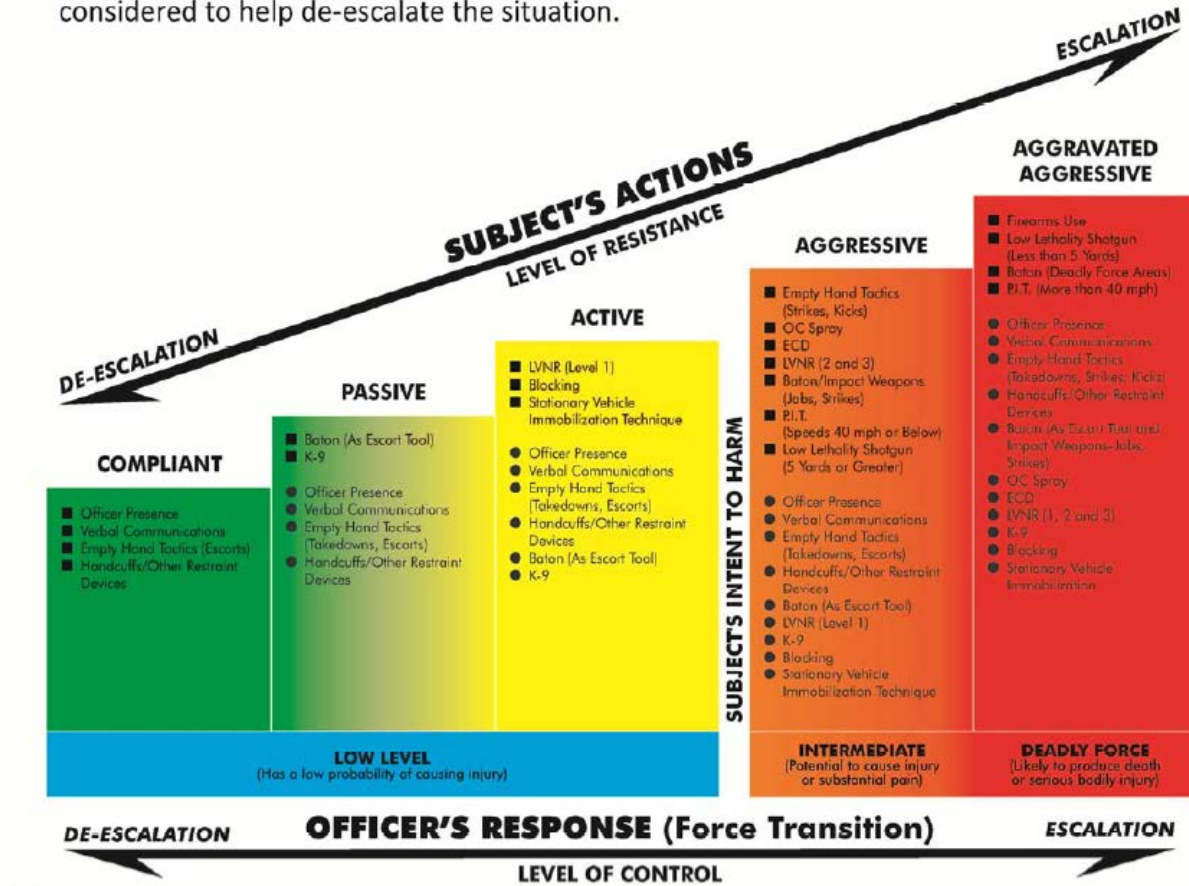 considered to help de-escalate the situation.
ESCALATION
SUBJECT'S ACTIONS
LEVEL OF RESISTANCE
DE-ESCALATION
COMPLIANT
■ Officer Presence
■ Verbal Communications
■ Empty Hand Tactics (Escorts)
■ Handcuffs/Other Restraint
Devices
PASSIVE
■ Baton (As Escort Tool)
■ K-9
● Officer Presence
● Verbal Communications
● Empty Hand Tactics
(Takedowns, Escorts)
● Handcuffs/Other Restraint
Devices
ACTIVE
■ LVNR (Level 1)
■ Blocking
■ Stationary Vehicle
Immobilization Technique
● Officer Presence
● Verbal Communications
● Empty Hand Tactics
(Takedowns, Escorts)
● Handcuffs/Other Restraint
Devices
● Baton (As Escort Tool)
● K-9
SUBJECT'S INTENT TO HARM
AGGRESSIVE
■ Empty Hand Tactics
(Strikes, Kicks)
■ OC Spray
■ ECD
■ LVNR (2 and 3)
■ Baton/Impact Weapons
(Jabs, Strikes)
■ P.I.T.
(Speeds 40 mph or Below)
■ Low Lethality Shotgun
(5 Yards or Greater)
● Officer Presence
● Verbal Communications
● Empty Hand Tactics
(Takedowns, Escorts)
● Handcuffs/Other Restraint
Devices
● Baton (As Escort Tool)
● LVNR (Level 1)
● K-9
● Blocking
● Stationary Vehicle
Immobilization Technique
AGGRAVATED
AGGRESSIVE
■ Firearms Use
■ Low Lethality Shotgun
(Less than 5 Yards)
■ Baton (Deadly Force Areas)
■ P.I.T. (More than 40 mph)
● Officer Presence
● Verbal Communications
● Empty Hand Tactics
(Takedowns, Strikes, Kicks)
● Handcuffs/Other Restraint
Devices
● Baton (As Escort Tool and
Impact Weapons-Jabs,
Strikes)
● OC Spray
● ECD
● LVNR (1, 2 and 3)
● K-9
● Blocking
● Stationary Vehicle
Immobilization
LOW LEVEL
(Has a low probability of causing injury)
INTERMEDIATE
(Potential to cause injury
or substantial pain)
DEADLY FORCE
(Likely to produce death
or serious bodily injury)
DE-ESCALATION
OFFICER'S RESPONSE (Force Transition)
ESCALATION
LEVEL OF CONTROL